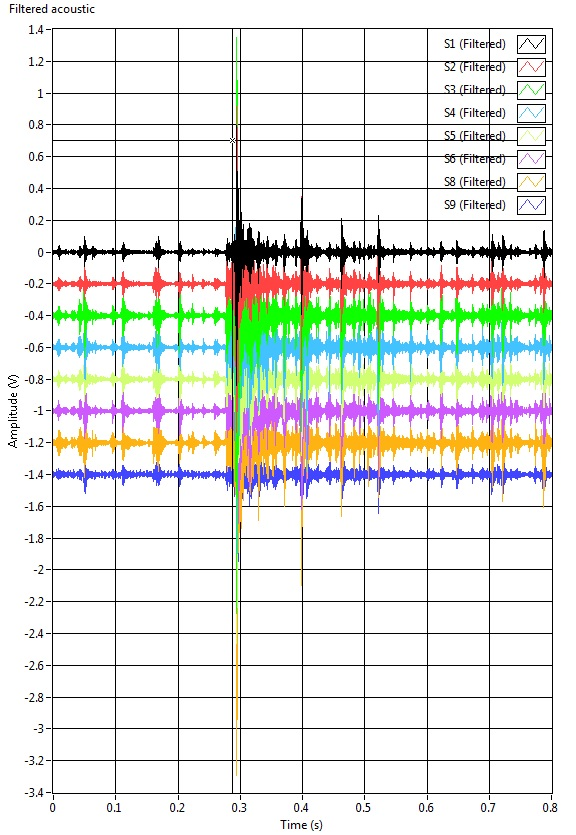 Filtered acoustic
1.4
1.2
1
0.8
0.6
0.4
0.2
0
-0.2
-0.4
-0.6
-0.8
-1
-1.2
-1.4
-1.6
-1.8
-2
-2.2
-2.4
-2.6
-2.8
-3
-3.2
-3.4
Amplitude (V)
S1 (Filtered)
S2 (Filtered)
S3 (Filtered)
S4 (Filtered)
S5 (Filtered)
S6 (Filtered)
S8 (Filtered)
S9 (Filtered)
0 0.1 0.2 0.3 0.4 0.5 0.6 0.7 0.8
Time (s)